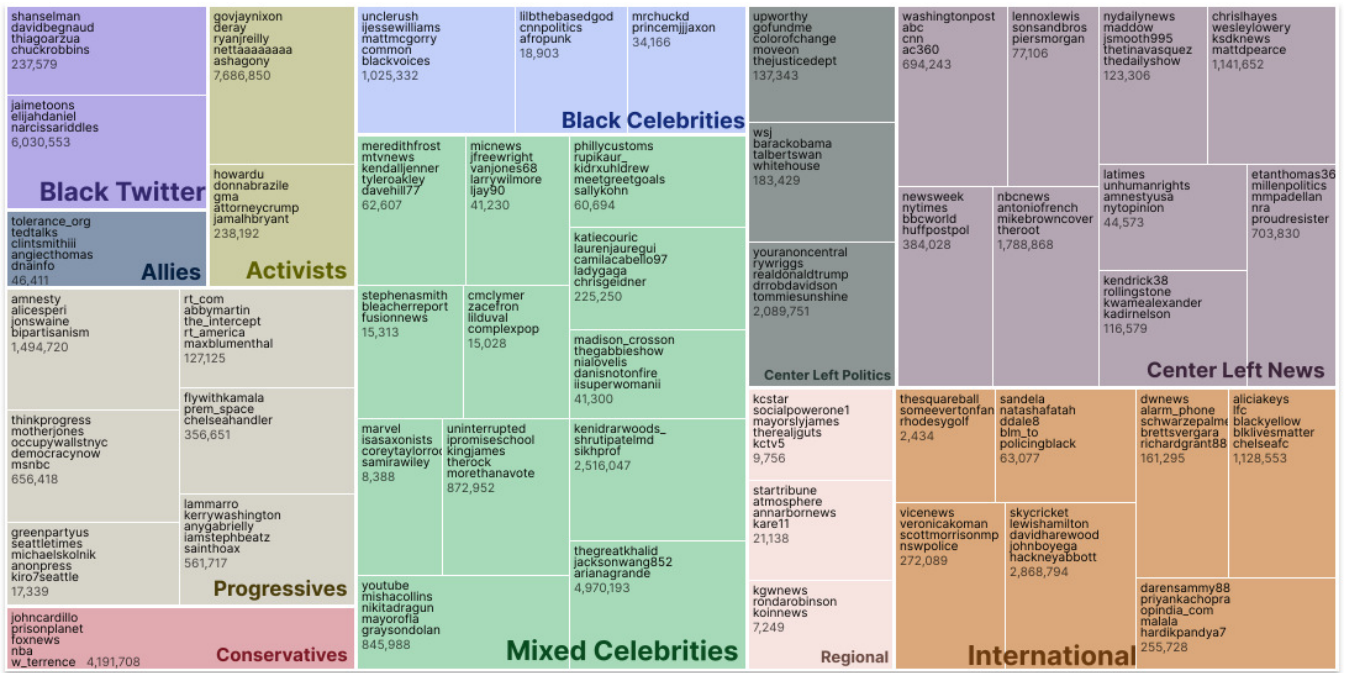 shanselman
davidbegnaud
thiagoarzua
chuckrobbins
237,579
jaimetoons
elijahdaniel
narcissariddles
6,030,553
Black Twitter
govjaynixon
deray
ryanjreilly
nettaaaaaaaa
ashagony
7,686,850
howardu
donnabrazile
gma
attorneycrump
jamalhbryant
238,192
Activists
tolerance_org
tedtalks
clintsmithiii
angiecthomas
dnainfo
46,411
Allies
amnesty
alicesperi
jonswaine
bipartisanism
1,494,720
rt_com
abbymartin
the_intercept
rt_america
maxblumenthal
127,125
thinkprogress
motherjones
occupywallstnyc
democracynow
msnbc
656,418
flywithkamala
prem_space
chelseahandler
356,651
greenpartyus
seattletimes
michaelskolnik
anonpress
kiro7seattle
17,339
lammarro
kerrywashington
anygabrielly
iamstephbeatz
sainthoax
561,717
Progressives
johncardillo
prisonplanet
foxnews
nba
w_terrence 4,191,708
Conservatives
unclerush
ijessewilliams
mattmcgorry
common
blackvoices
1,025,332
lilbthebasedgod
cnnpolitics
afropunk
18,903
mrchuckd
princemjjjaxon
34,166
Black Celebrities
meredithfrost
mtvnews
kendalljenner
tyleroakley
davehill77
62,607
micnews
jfreewright
vanjones68
larrywilmore
ljay90
41,230
phillycustoms
rupikaur_
kidrxuhldrew
meetgreetgoals
sallykohn
60,694
katiecouric
laurenjauregui
camilacabello97
ladygaga
chrisgeidner
225,250
stephenasmith
bleacherreport
fusionnews
15,313
cmclymer
zacefron
lilduval
complexpop
15,028
madison_crosson
thegabbieshow
nialovelis
danisnotonfire
iisuperwomanii
41,300
marvel
isasaxonists
coreytaylorroc
samirawiley
8,388
uninterrupted
ipromiseschool
kingjames
therock
morethanavote
872,952
kenidrarwoods_
shrutipatelmd
sikhprof
2,516,047
youtube
mishacollins
nikitadragun
mayorofla
graysondolan
845,988
thegreatkhalid
jacksonwang852
arianagrande
4,970,193
Mixed Celebrities
upworthy
gofundme
colorofchange
moveon
thejusticedept
137,343
wsj
barackobama
talbertswan
whitehouse
183,429
youranoncentral
rywriggs
realdonaldtrump
drrobdavidson
tommiesunshine
2,089,751
Center Left Politics
washingtonpost
abc
cnn
ac360
694,243
lennoxlewis
sonsandbros
piersmorgan
77,106
nydailynews
maddow
jsmooth995
thetinavasquez
thedailyshow
123,306
chrislhayes
wesleylowery
ksdknews
mattdpearce
1,141,652
newsweek
nytimes
bbcworld
huffpostpol
384,028
nbcnews
antoniofrench
mikebrowncover
theroot
1,788,868
latimes
unhumanrights
amnestyusa
nytopinion
44,573
etanthomas36
millenpolitics
mmpadellan
nra
proudresister
703,830
kendrick38
rollingstone
kwamealexander
kadirnelson
116,579
Center Left News
kcstar
socialpowerone1
mayorslyjames
therealjguts
kctv5
9,756
startribune
atmosphere
annarbornews
kare11
21,138
kgwnews
rondarobinson
koinnews
7,249
Regional
thesquareball
someevertonfan
rhodesygolf
2,434
sandela
natashafatah
ddale8
blm_to
policingblack
63,077
dwnews
alarm_phone
schwarzepalme
brettsvergara
richardgrant88
161,295
aliciakeys
lfc
blackyellow
blklivesmatter
chelseafc
1,128,553
vicenews
veronicakoman
scottmorrisonmp
nswpolice
272,089
skycricket
lewishamilton
davidharewood
johnboyega
hackneyabbott
2,868,794
darensammy88
priyankachopra
opindia_com
malala
hardikpandya7
255,728
International